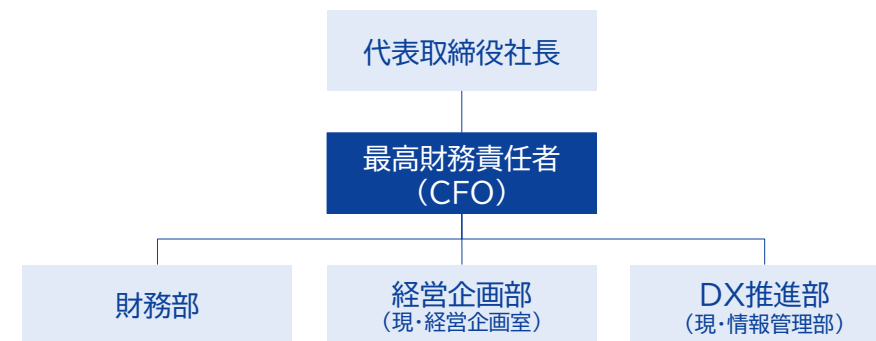 代表取締役社長
最高財務責任者
（CFO）
財務部
経営企画部
（現・経営企画室）
DX推進部
（現・情報管理部）